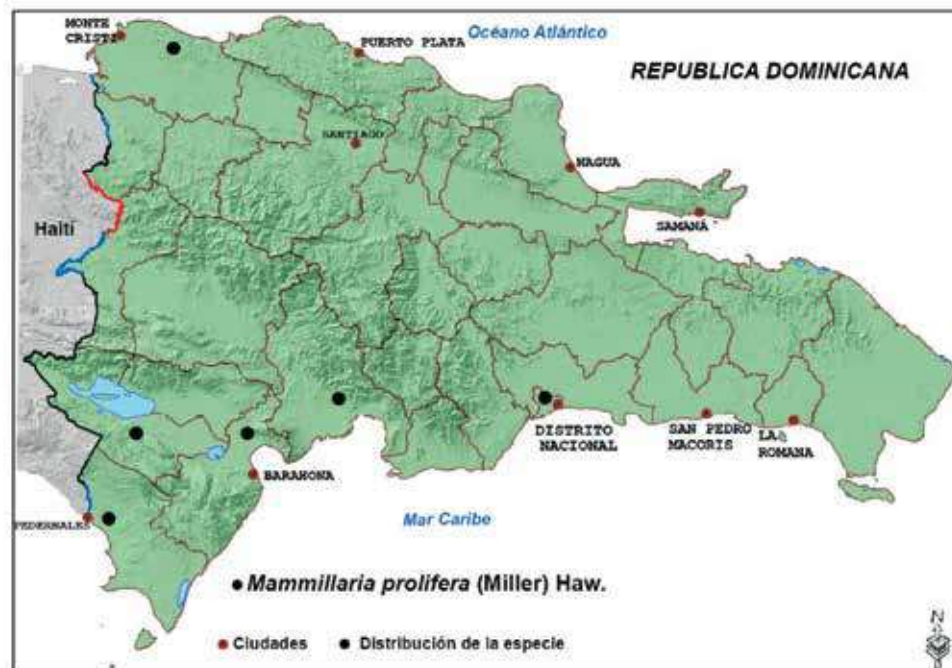 MONTE
CRISTI
PUERTO PLATA
Océano Atlántico
REPUBLICA DOMINICANA
SANTIAGO
NAGUA
SAMANÁ
Haití
DISTRITO
NACIONAL
SAN PEDRO
MACORIS
LA
ROMANA
BARAHONA
PEDERNALES
Mar Caribe
Mammillaria prolifera (Miller) Haw.
Ciudades
Distribución de la especie
N